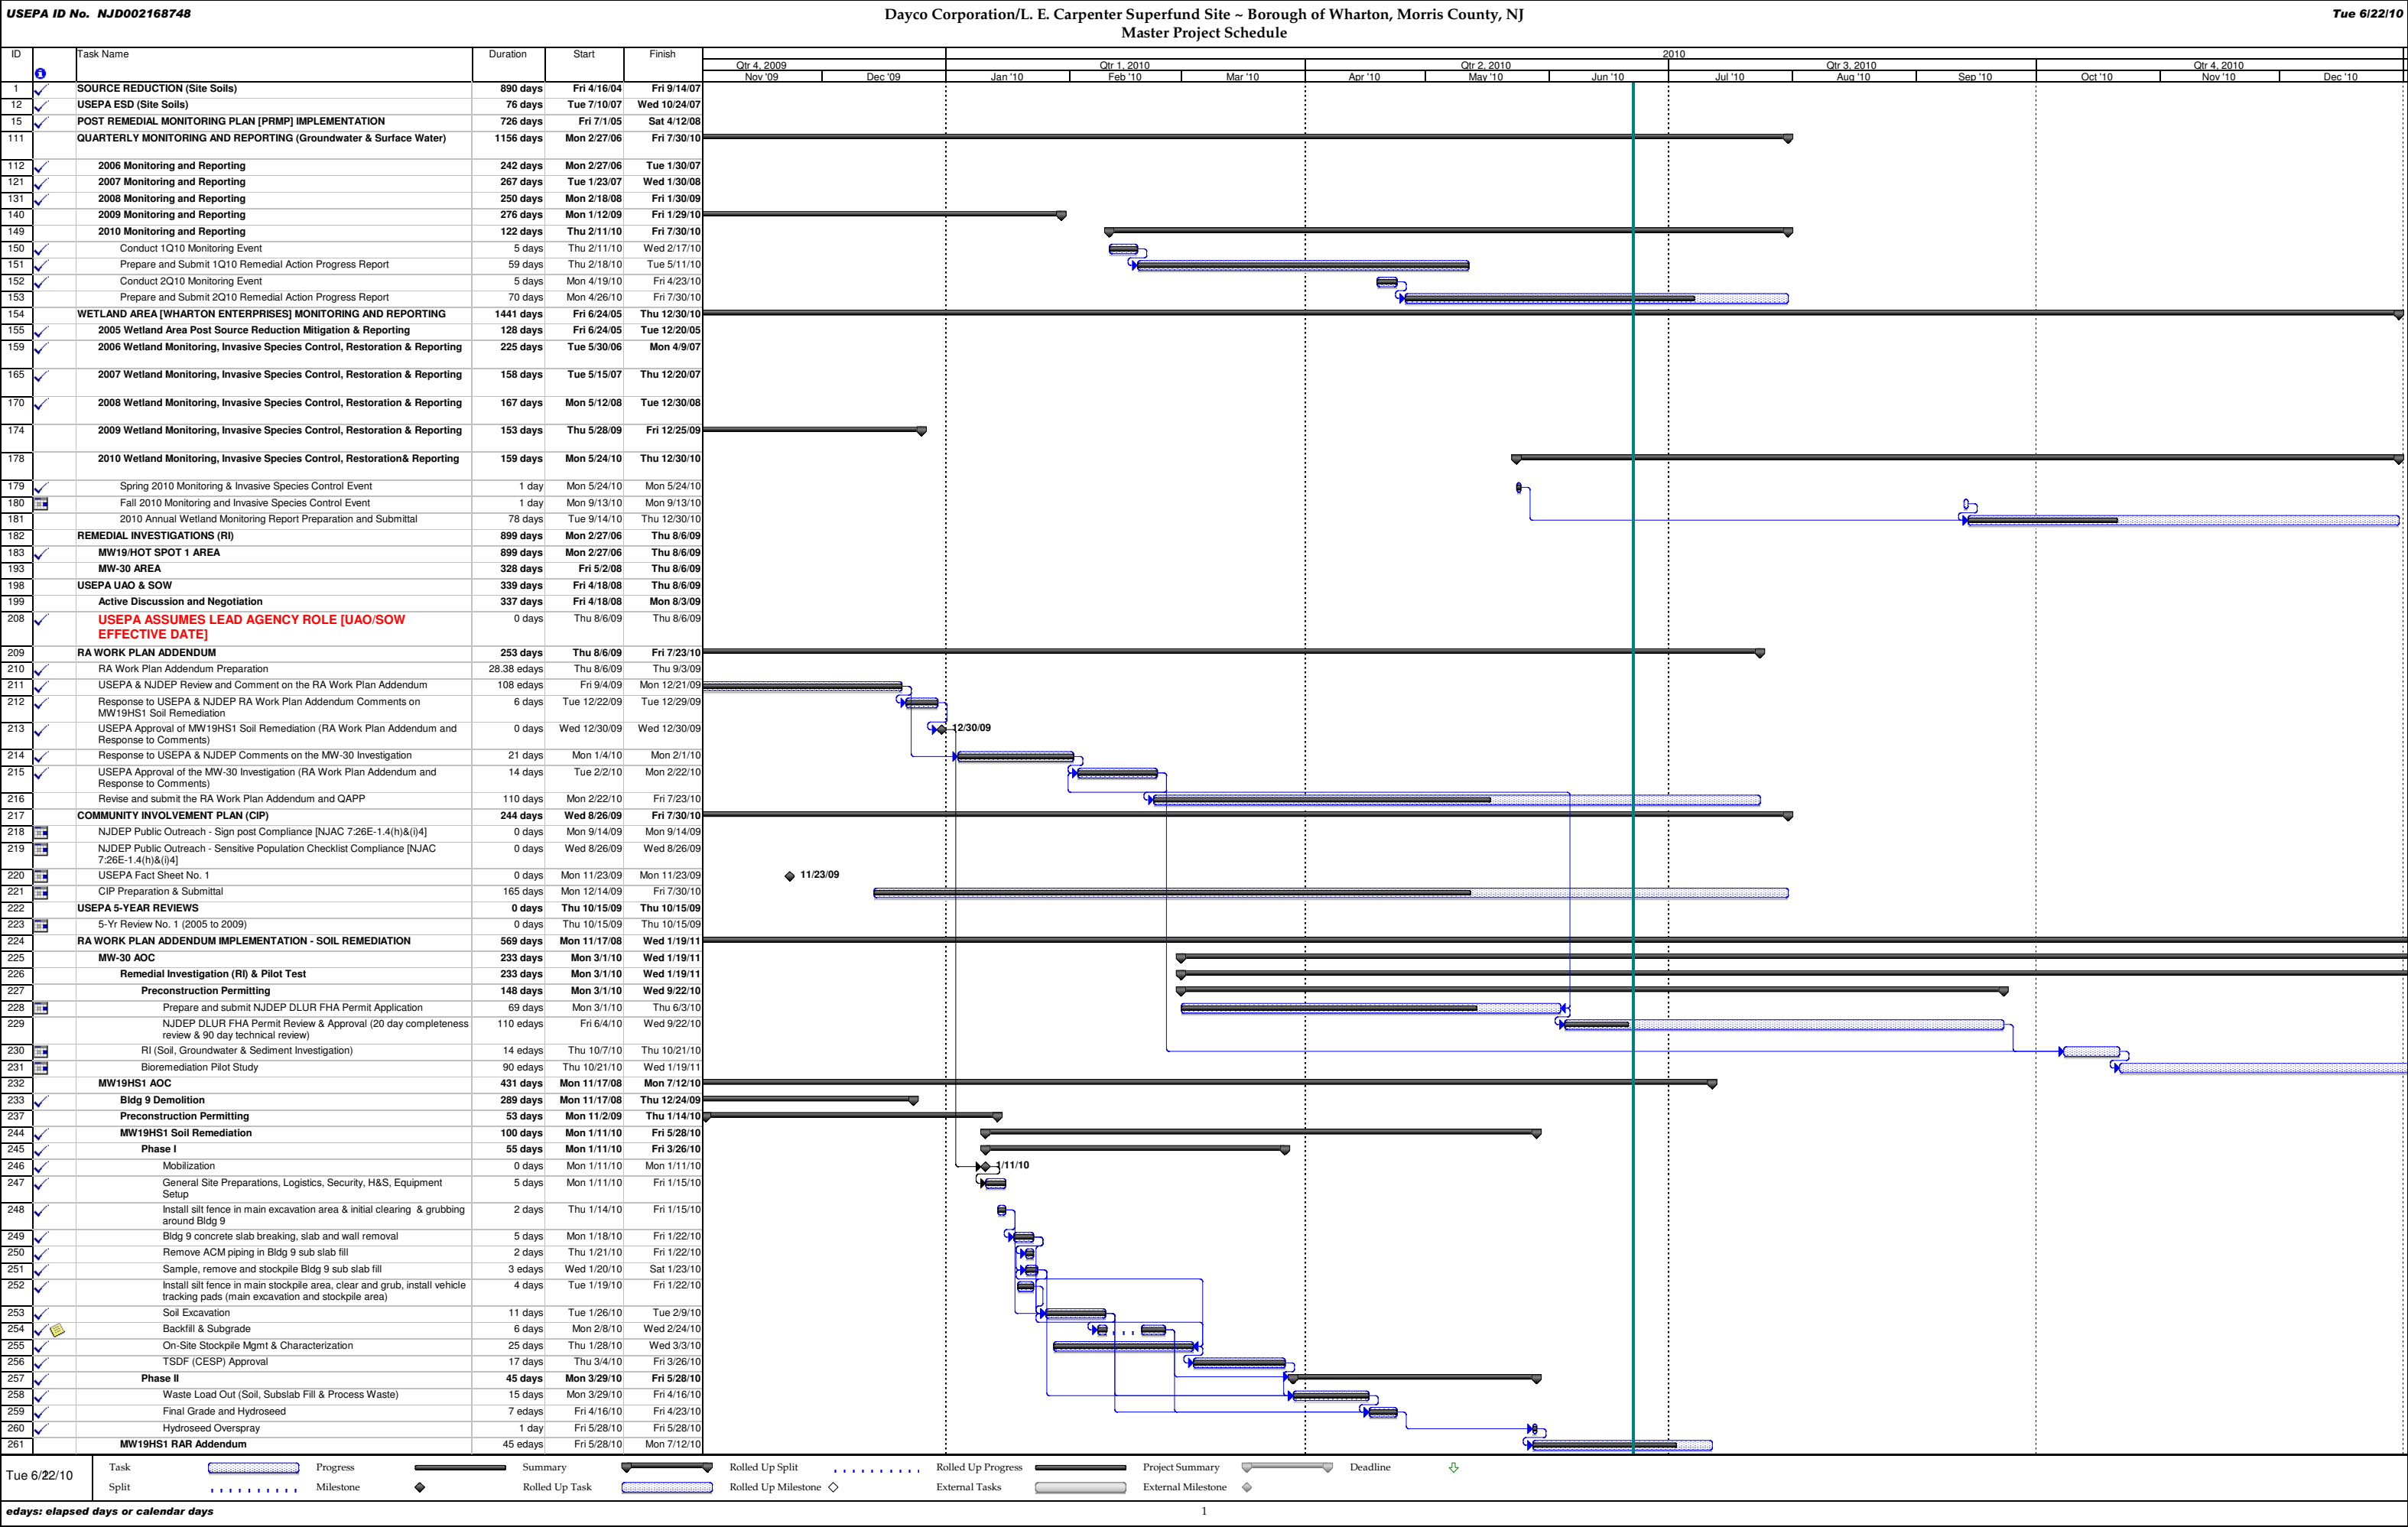 USEPA ID No. NJD002168748
Dayco Corporation/L. E. Carpenter Superfund Site ~ Borough of Wharton, Morris County, NJ
Tue 6/22/10
Master Project Schedule
ID Task Name Duration Start Finish
2010
Qtr 4, 2009 Qtr 1, 2010 Qtr 2, 2010 Qtr 3, 2010 Qtr 4, 2010
Nov '09 Dec '09 Jan '10 Feb '10 Mar '10 Apr '10 May '10 Jun '10 Jul '10 Aug '10 Sep '10 Oct '10 Nov '10 Dec '10
1 SOURCE REDUCTION (Site Soils) 890 days Fri 4/16/04 Fri 9/14/07
12 USEPA ESD (Site Soils) 76 days Tue 7/10/07 Wed 10/24/07
15 POST REMEDIAL MONITORING PLAN [PRMP] IMPLEMENTATION 726 days Fri 7/1/05 Sat 4/12/08
111 QUARTERLY MONITORING AND REPORTING (Groundwater & Surface Water) 1156 days Mon 2/27/06 Fri 7/30/10
112 2006 Monitoring and Reporting 242 days Mon 2/27/06 Tue 1/30/07
121 2007 Monitoring and Reporting 267 days Tue 1/23/07 Wed 1/30/08
131 2008 Monitoring and Reporting 250 days Mon 2/18/08 Fri 1/30/09
140 2009 Monitoring and Reporting 276 days Mon 1/12/09 Fri 1/29/10
149 2010 Monitoring and Reporting 122 days Thu 2/11/10 Fri 7/30/10
150 Conduct 1Q10 Monitoring Event 5 days Thu 2/11/10 Wed 2/17/10
151 Prepare and Submit 1Q10 Remedial Action Progress Report 59 days Thu 2/18/10 Tue 5/11/10
152 Conduct 2Q10 Monitoring Event 5 days Mon 4/19/10 Fri 4/23/10
153 Prepare and Submit 2Q10 Remedial Action Progress Report 70 days Mon 4/26/10 Fri 7/30/10
154 WETLAND AREA [WHARTON ENTERPRISES] MONITORING AND REPORTING 1441 days Fri 6/24/05 Thu 12/30/10
155 2005 Wetland Area Post Source Reduction Mitigation & Reporting 128 days Fri 6/24/05 Tue 12/20/05
159 2006 Wetland Monitoring, Invasive Species Control, Restoration & Reporting 225 days Tue 5/30/06 Mon 4/9/07
165 2007 Wetland Monitoring, Invasive Species Control, Restoration & Reporting 158 days Tue 5/15/07 Thu 12/20/07
170 2008 Wetland Monitoring, Invasive Species Control, Restoration & Reporting 167 days Mon 5/12/08 Tue 12/30/08
174 2009 Wetland Monitoring, Invasive Species Control, Restoration & Reporting 153 days Thu 5/28/09 Fri 12/25/09
178 2010 Wetland Monitoring, Invasive Species Control, Restoration& Reporting 159 days Mon 5/24/10 Thu 12/30/10
179 Spring 2010 Monitoring & Invasive Species Control Event 1 day Mon 5/24/10 Mon 5/24/10
180 Fall 2010 Monitoring and Invasive Species Control Event 1 day Mon 9/13/10 Mon 9/13/10
181 2010 Annual Wetland Monitoring Report Preparation and Submittal 78 days Tue 9/14/10 Thu 12/30/10
182 REMEDIAL INVESTIGATIONS (RI) 899 days Mon 2/27/06 Thu 8/6/09
183 MW19/HOT SPOT 1 AREA 899 days Mon 2/27/06 Thu 8/6/09
193 MW-30 AREA 328 days Fri 5/2/08 Thu 8/6/09
198 USEPA UAO & SOW 339 days Fri 4/18/08 Thu 8/6/09
199 Active Discussion and Negotiation 337 days Fri 4/18/08 Mon 8/3/09
208 USEPA ASSUMES LEAD AGENCY ROLE [UAO/SOW 0 days Thu 8/6/09 Thu 8/6/09
EFFECTIVE DATE]
209 RA WORK PLAN ADDENDUM 253 days Thu 8/6/09 Fri 7/23/10
210 RA Work Plan Addendum Preparation 28.38 edays Thu 8/6/09 Thu 9/3/09
211 USEPA & NJDEP Review and Comment on the RA Work Plan Addendum 108 edays Fri 9/4/09 Mon 12/21/09
212 Response to USEPA & NJDEP RA Work Plan Addendum Comments on 6 days Tue 12/22/09 Tue 12/29/09
MW19HS1 Soil Remediation
213 USEPA Approval of MW19HS1 Soil Remediation (RA Work Plan Addendum and 0 days Wed 12/30/09 Wed 12/30/09 12/30/09
Response to Comments)
214 Response to USEPA & NJDEP Comments on the MW-30 Investigation 21 days Mon 1/4/10 Mon 2/1/10
215 USEPA Approval of the MW-30 Investigation (RA Work Plan Addendum and 14 days Tue 2/2/10 Mon 2/22/10
Response to Comments)
216 Revise and submit the RA Work Plan Addendum and QAPP 110 days Mon 2/22/10 Fri 7/23/10
217 COMMUNITY INVOLVEMENT PLAN (CIP) 244 days Wed 8/26/09 Fri 7/30/10
218 NJDEP Public Outreach - Sign post Compliance [NJAC 7:26E-1.4(h)&(i)4] 0 days Mon 9/14/09 Mon 9/14/09
219 NJDEP Public Outreach - Sensitive Population Checklist Compliance [NJAC 0 days Wed 8/26/09 Wed 8/26/09
7:26E-1.4(h)&(i)4]
220 USEPA Fact Sheet No. 1 0 days Mon 11/23/09 Mon 11/23/09 11/23/09
221 CIP Preparation & Submittal 165 days Mon 12/14/09 Fri 7/30/10
222 USEPA 5-YEAR REVIEWS 0 days Thu 10/15/09 Thu 10/15/09
223 5-Yr Review No. 1 (2005 to 2009) 0 days Thu 10/15/09 Thu 10/15/09
224 RA WORK PLAN ADDENDUM IMPLEMENTATION - SOIL REMEDIATION 569 days Mon 11/17/08 Wed 1/19/11
225 MW-30 AOC 233 days Mon 3/1/10 Wed 1/19/11
226 Remedial Investigation (RI) & Pilot Test 233 days Mon 3/1/10 Wed 1/19/11
227 Preconstruction Permitting 148 days Mon 3/1/10 Wed 9/22/10
228 Prepare and submit NJDEP DLUR FHA Permit Application 69 days Mon 3/1/10 Thu 6/3/10
229 NJDEP DLUR FHA Permit Review & Approval (20 day completeness 110 edays Fri 6/4/10 Wed 9/22/10
review & 90 day technical review)
230 RI (Soil, Groundwater & Sediment Investigation) 14 edays Thu 10/7/10 Thu 10/21/10
231 Bioremediation Pilot Study 90 edays Thu 10/21/10 Wed 1/19/11
232 MW19HS1 AOC 431 days Mon 11/17/08 Mon 7/12/10
233 Bldg 9 Demolition 289 days Mon 11/17/08 Thu 12/24/09
237 Preconstruction Permitting 53 days Mon 11/2/09 Thu 1/14/10
244 MW19HS1 Soil Remediation 100 days Mon 1/11/10 Fri 5/28/10
245 Phase I 55 days Mon 1/11/10 Fri 3/26/10
246 Mobilization 0 days Mon 1/11/10 Mon 1/11/10 1/11/10
247 General Site Preparations, Logistics, Security, H&S, Equipment 5 days Mon 1/11/10 Fri 1/15/10
Setup
248 Install silt fence in main excavation area & initial clearing & grubbing 2 days Thu 1/14/10 Fri 1/15/10
around Bldg 9
249 Bldg 9 concrete slab breaking, slab and wall removal 5 days Mon 1/18/10 Fri 1/22/10
250 Remove ACM piping in Bldg 9 sub slab fill 2 days Thu 1/21/10 Fri 1/22/10
251 Sample, remove and stockpile Bldg 9 sub slab fill 3 edays Wed 1/20/10 Sat 1/23/10
252 Install silt fence in main stockpile area, clear and grub, install vehicle 4 days Tue 1/19/10 Fri 1/22/10
tracking pads (main excavation and stockpile area)
253 Soil Excavation 11 days Tue 1/26/10 Tue 2/9/10
254 Backfill & Subgrade 6 days Mon 2/8/10 Wed 2/24/10
255 On-Site Stockpile Mgmt & Characterization 25 days Thu 1/28/10 Wed 3/3/10
256 TSDF (CESP) Approval 17 days Thu 3/4/10 Fri 3/26/10
257 Phase II 45 days Mon 3/29/10 Fri 5/28/10
258 Waste Load Out (Soil, Subslab Fill & Process Waste) 15 days Mon 3/29/10 Fri 4/16/10
259 Final Grade and Hydroseed 7 edays Fri 4/16/10 Fri 4/23/10
260 Hydroseed Overspray 1 day Fri 5/28/10 Fri 5/28/10
261 MW19HS1 RAR Addendum 45 edays Fri 5/28/10 Mon 7/12/10
Tue 6/22/10
Task Progress Summary Rolled Up Split Rolled Up Progress Project Summary Deadline
Split Milestone Rolled Up Task Rolled Up Milestone External Tasks External Milestone
edays: elapsed days or calendar days
1